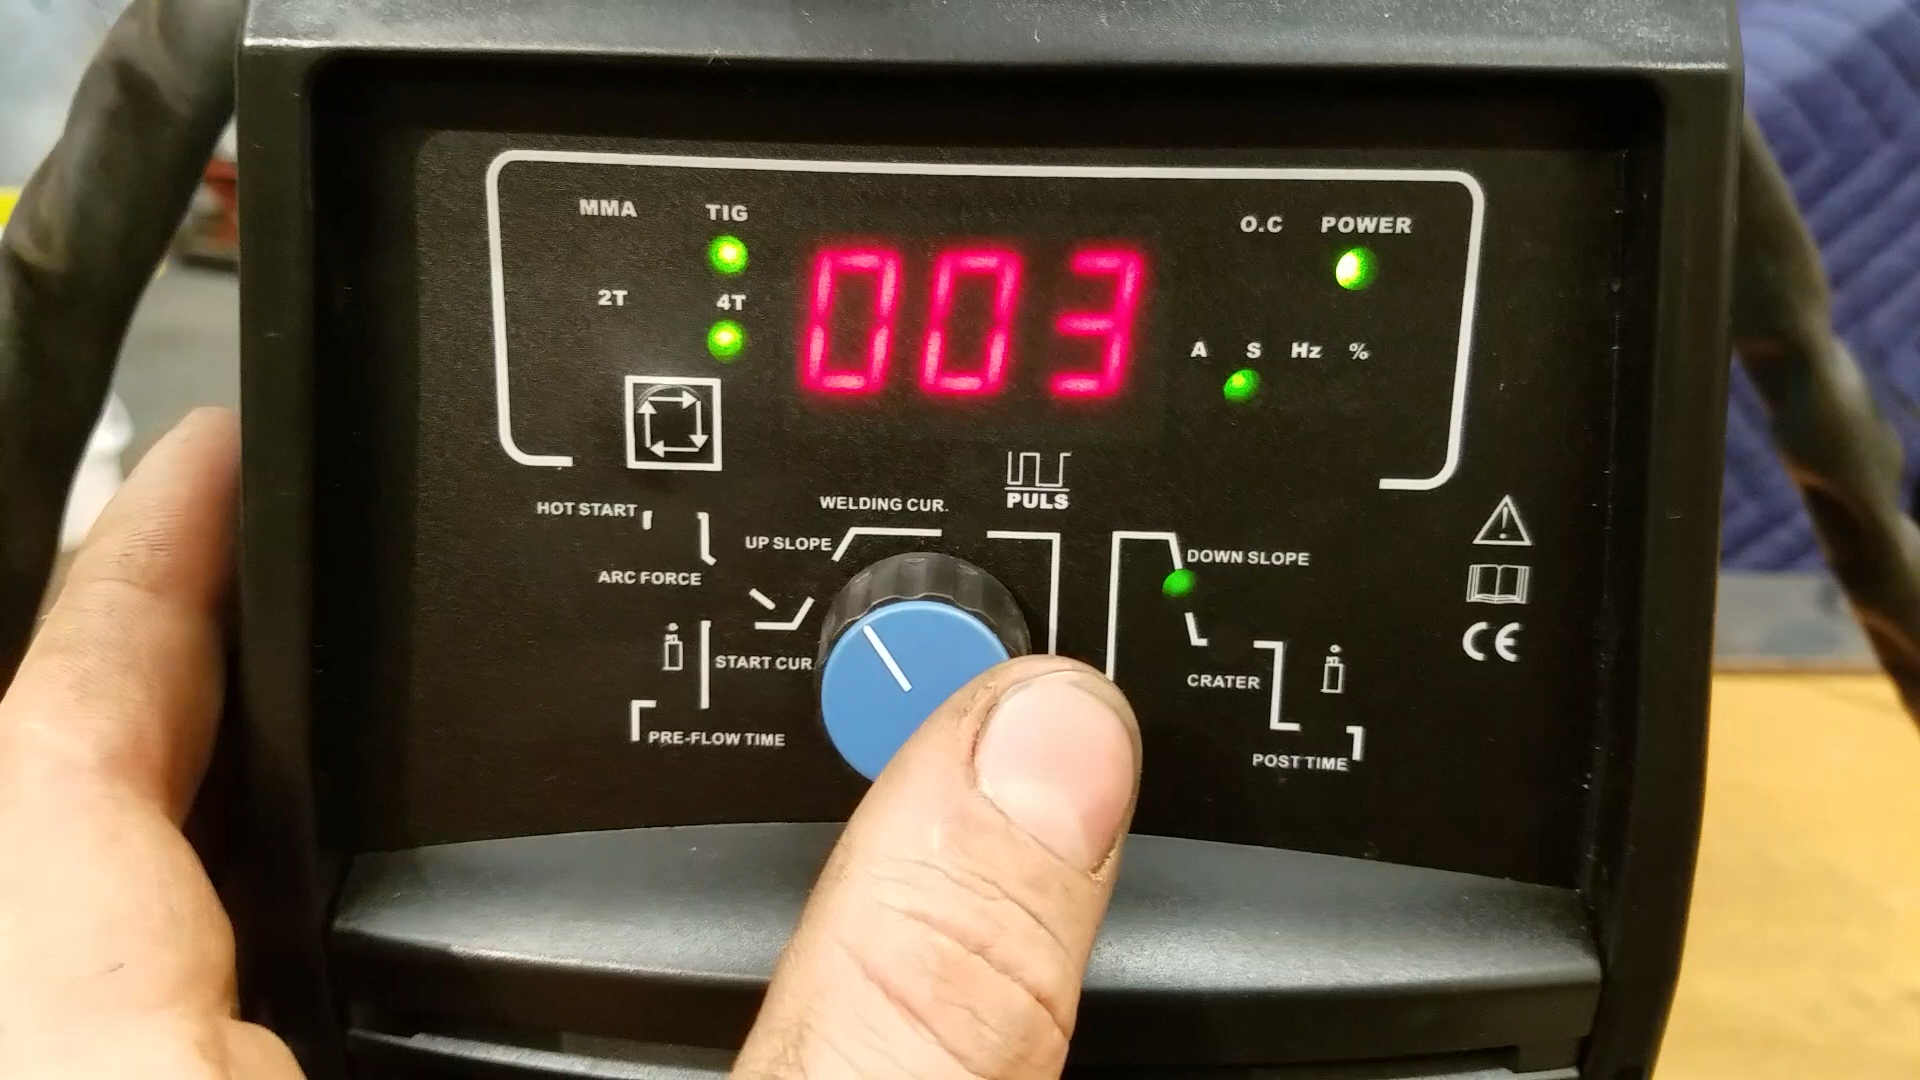 MMA TIG
O.C POWER
2T 4T
003
A S Hz %
PULS
HOT START
WELDING CUR.
UP SLOPE
DOWN SLOPE
ARC FORCE
START CUR.
CRATER
PRE-FLOW TIME
POST TIME
CE